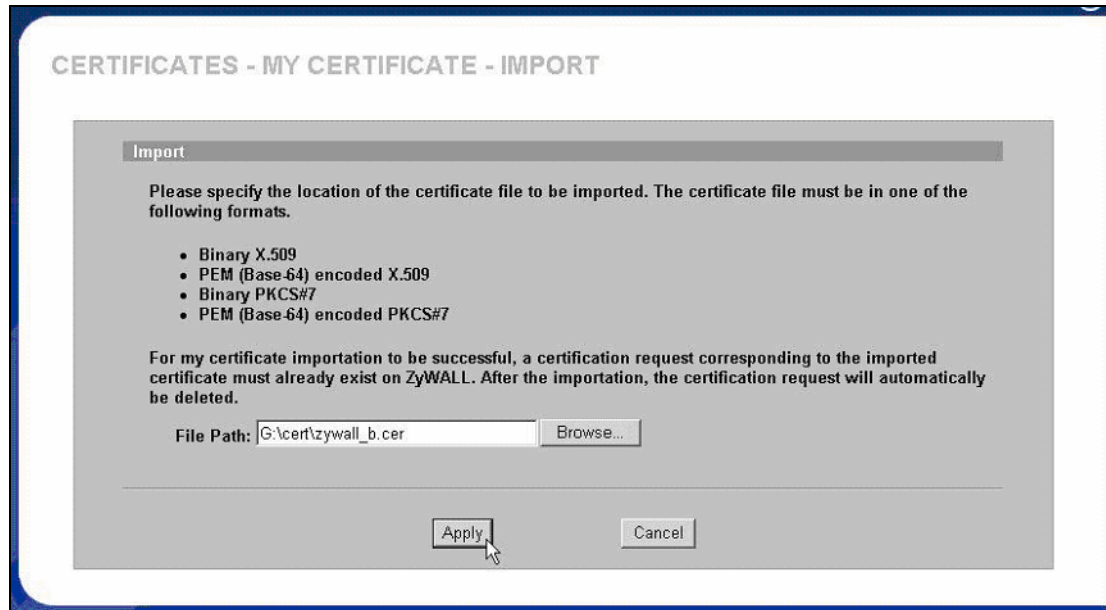 CERTIFICATES - MY CERTIFICATE - IMPORT
Import
Please specify the location of the certificate file to be imported. The certificate file must be in one of the
following formats.
• Binary X.509
• PEM (Base-64) encoded X.509
• Binary PKCS#7
• PEM (Base-64) encoded PKCS#7
For my certificate importation to be successful, a certification request corresponding to the imported
certificate must already exist on ZyWALL. After the importation, the certification request will automatically
be deleted.
File Path: G:\cert\zywall_b.cer Browse...
Apply Cancel